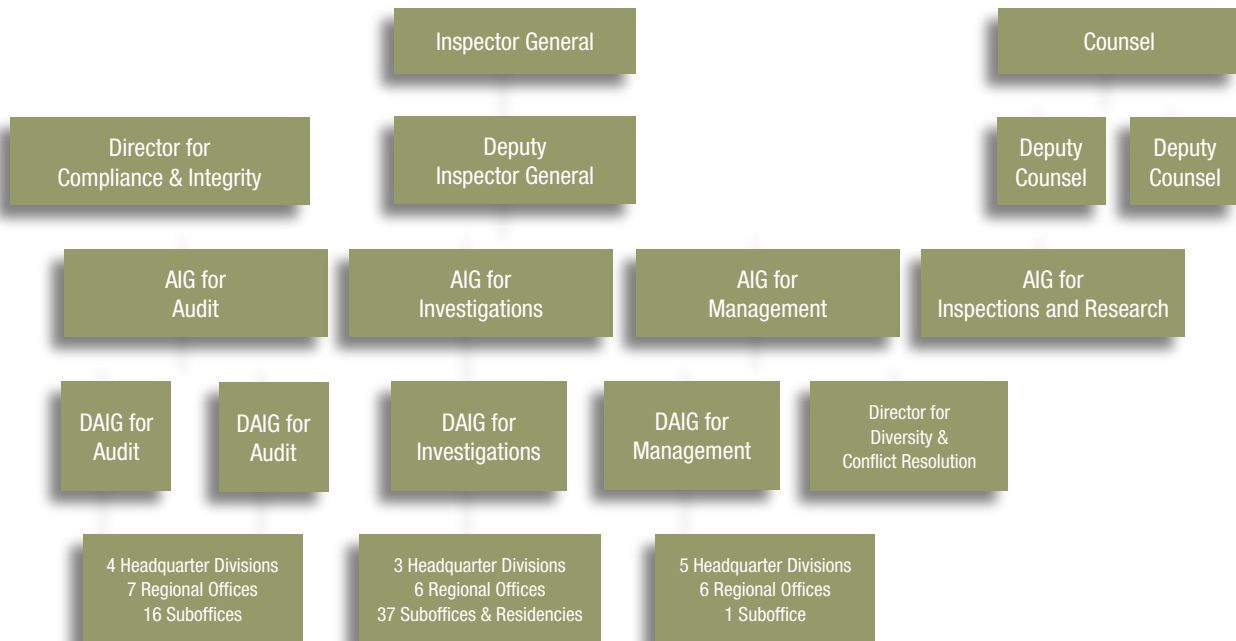 Inspector General
Counsel
Director for
Compliance & Integrity
Deputy
Inspector General
Deputy
Counsel
Deputy
Counsel
AIG for
Audit
AIG for
Investigations
AIG for
Management
AIG for
Inspections and Research
DAIG for
Audit
DAIG for
Audit
DAIG for
Investigations
DAIG for
Management
Director for
Diversity &
Conflict Resolution
4 Headquarter Divisions
7 Regional Offices
16 Suboffices
3 Headquarter Divisions
6 Regional Offices
37 Suboffices & Residencies
5 Headquarter Divisions
6 Regional Offices
1 Suboffice